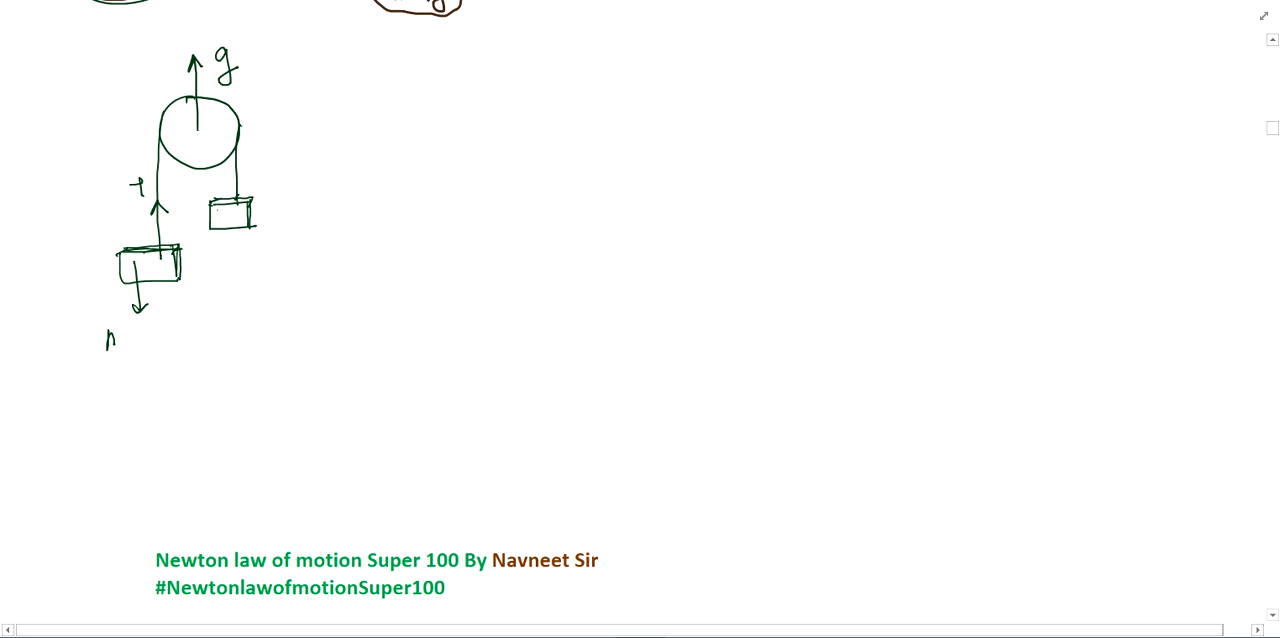 g
T
Newton law of motion Super 100 By Navneet Sir
#NewtonlawofmotionSuper100